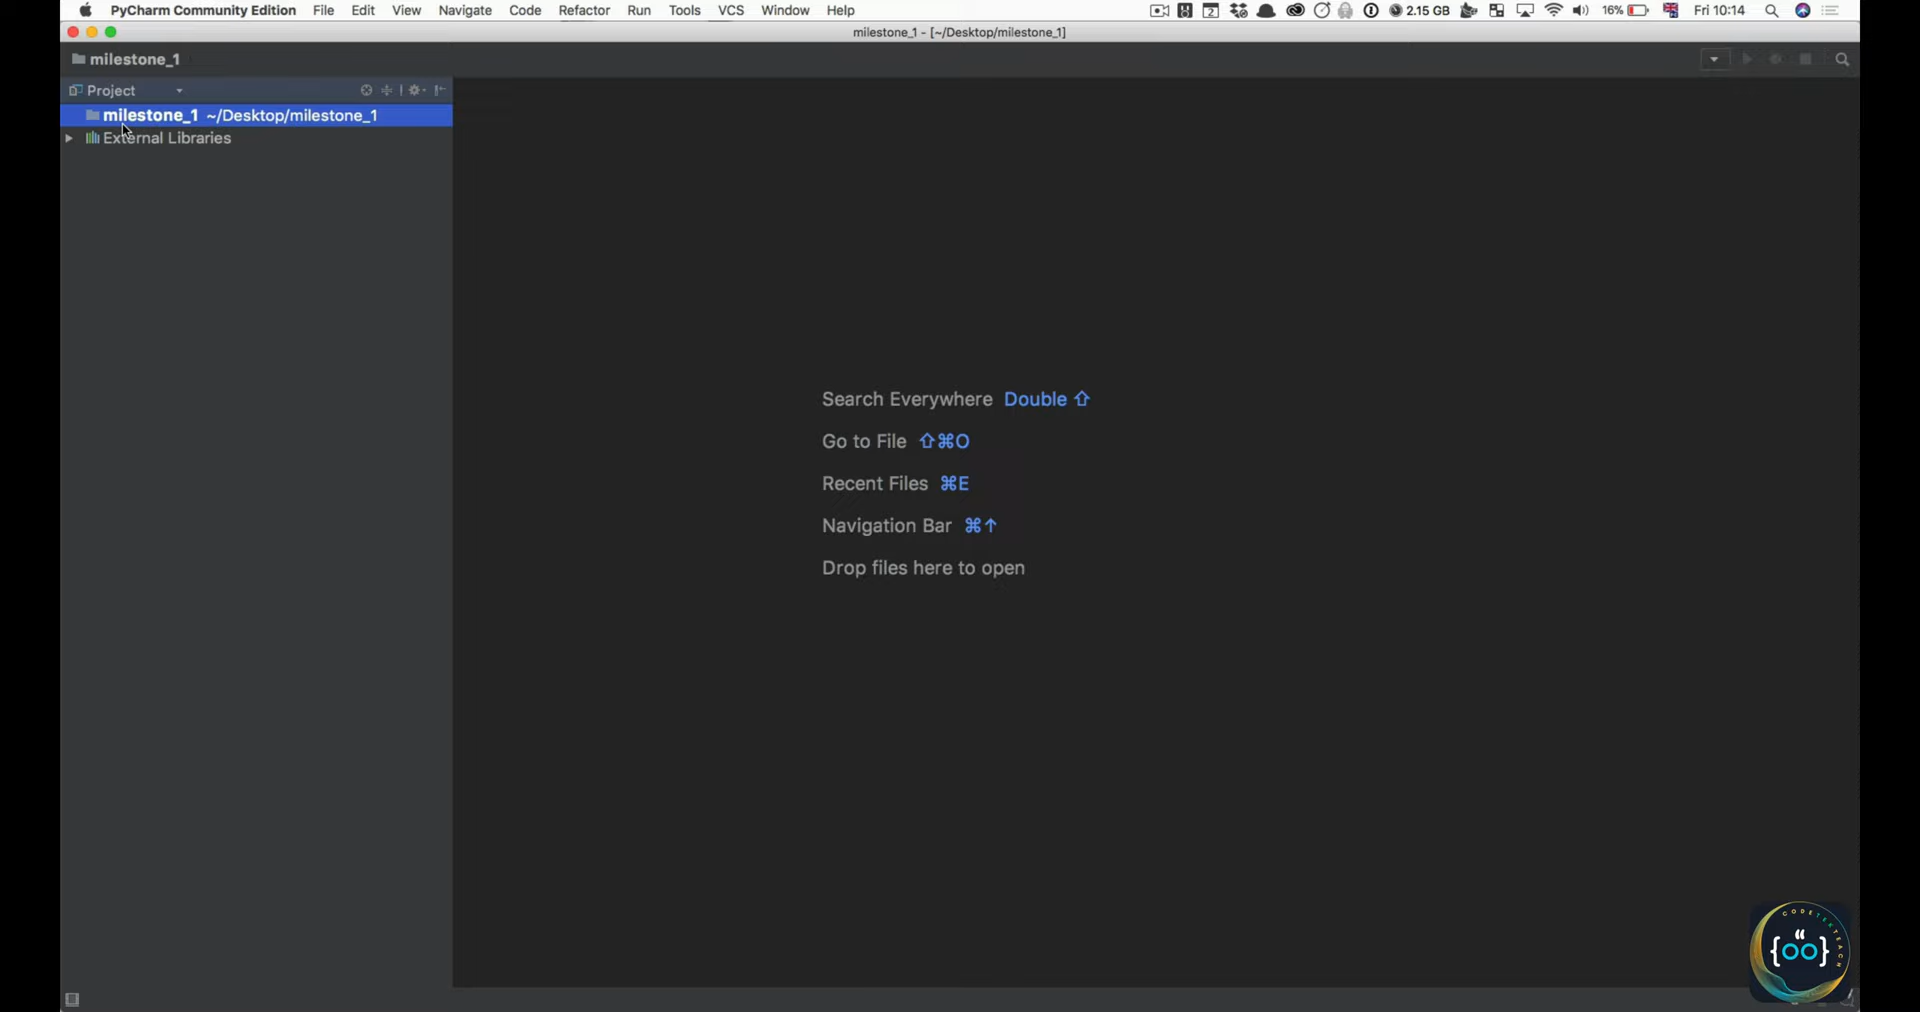 PyCharm Community Edition File Edit View Navigate Code Refactor Run Tools VCS Window Help 2 2.15 GB 16% Fri 10:14
milestone_1 - [~/Desktop/milestone_1]
milestone_1
Project
milestone_1 ~/Desktop/milestone_1
External Libraries
Search Everywhere Double ⇧
Go to File ⇧⌘O
Recent Files ⌘E
Navigation Bar ⌘↑
Drop files here to open
CODETEKTEACH